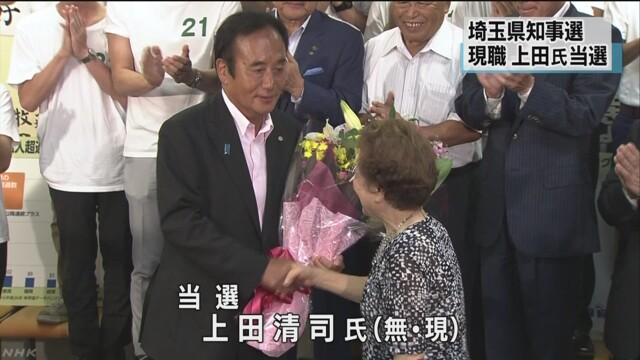 埼玉県知事選
現職 上田氏当選
21
当選
上田清司氏(無・現)
NHK